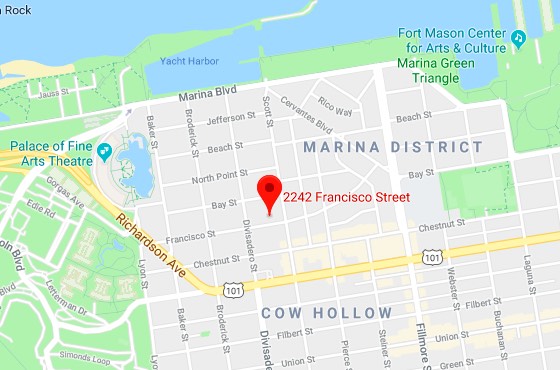 Rock
Fort Mason Center
for Arts & Culture
Marina Green
Triangle
Yacht Harbor
Jauss St
Marina Blvd
Scott St
Rico Way
Cervantes Blvd
Baker St
Broderick St
Jefferson St
Beach St
Beach St
Palace of Fine
Arts Theatre
MARINA DISTRICT
North Point St
Bay St
Gorgas Ave
Edie Rd
Bay St
2242 Francisco Street
Richardson Ave
Francisco St
Divisadero St
Chestnut St
Chestnut St
Lyon St
101
101
Lincoln Blvd
Letterman Dr
Webster St
Laguna St
COW HOLLOW
Filbert St
Filbert St
Broderick St
Baker St
Divisadero
Pierce St
Steiner St
Fillmore St
Buchanan St
Green St
Simonds Loop
Union St